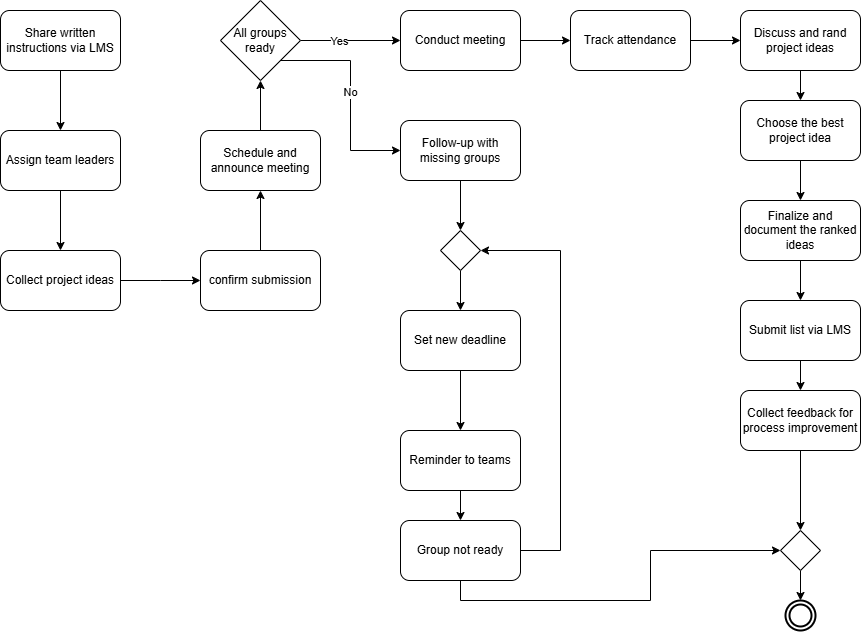 Share written
instructions via LMS
All groups
ready
Yes
Conduct meeting
Track attendance
Discuss and rand
project ideas
No
Choose the best
project idea
Assign team leaders
Schedule and
announce meeting
Follow-up with
missing groups
Finalize and
document the ranked
ideas
Collect project ideas
confirm submission
Set new deadline
Submit list via LMS
Collect feedback for
process improvement
Reminder to teams
Group not ready